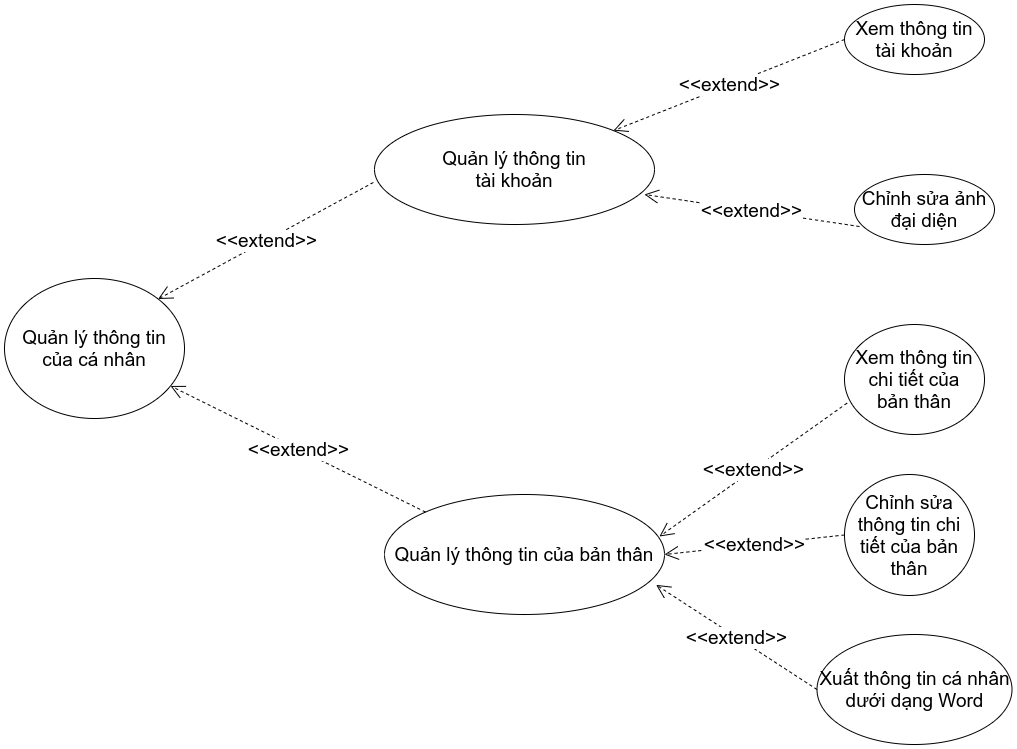 Xem thông tin
tài khoản
<<extend>>
Quản lý thông tin
tài khoản
Chỉnh sửa ảnh
đại diện
<<extend>>
<<extend>>
Quản lý thông tin
của cá nhân
Xem thông tin
chi tiết của
bản thân
<<extend>>
<<extend>>
Chỉnh sửa
thông tin chi
tiết của bản
thân
<<extend>>
Quản lý thông tin của bản thân
<<extend>>
Xuất thông tin cá nhân
dưới dạng Word